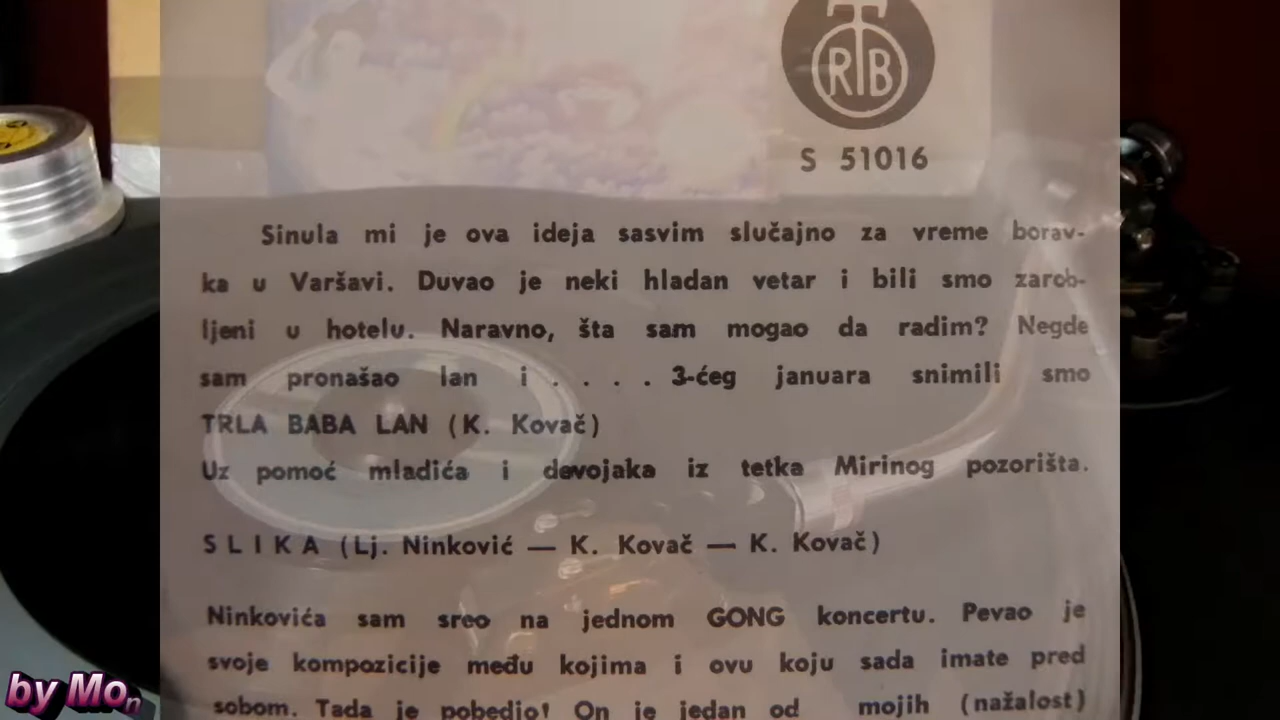 RTB
S 51016
Sinula mi je ova ideja sasvim slučajno za vreme borav-
ka u Varšavi. Duvao je neki hladan vetar i bili smo zarob-
ljeni u hotelu. Naravno, šta sam mogao da radim? Negde
sam pronašao lan i . . . . 3-ćeg januara snimili smo
TRLA BABA LAN (K. Kovač)
Uz pomoć mladića i devojaka iz tetka Mirinog pozorišta.
S L I K A (Lj. Ninković — K. Kovač — K. Kovač)
Ninkovića sam sreo na jednom GONG koncertu. Pevao je
svoje kompozicije među kojima i ovu koju sada imate pred
sobom. Tada je pobedio! On je jedan od mojih (nažalost)
by Mon